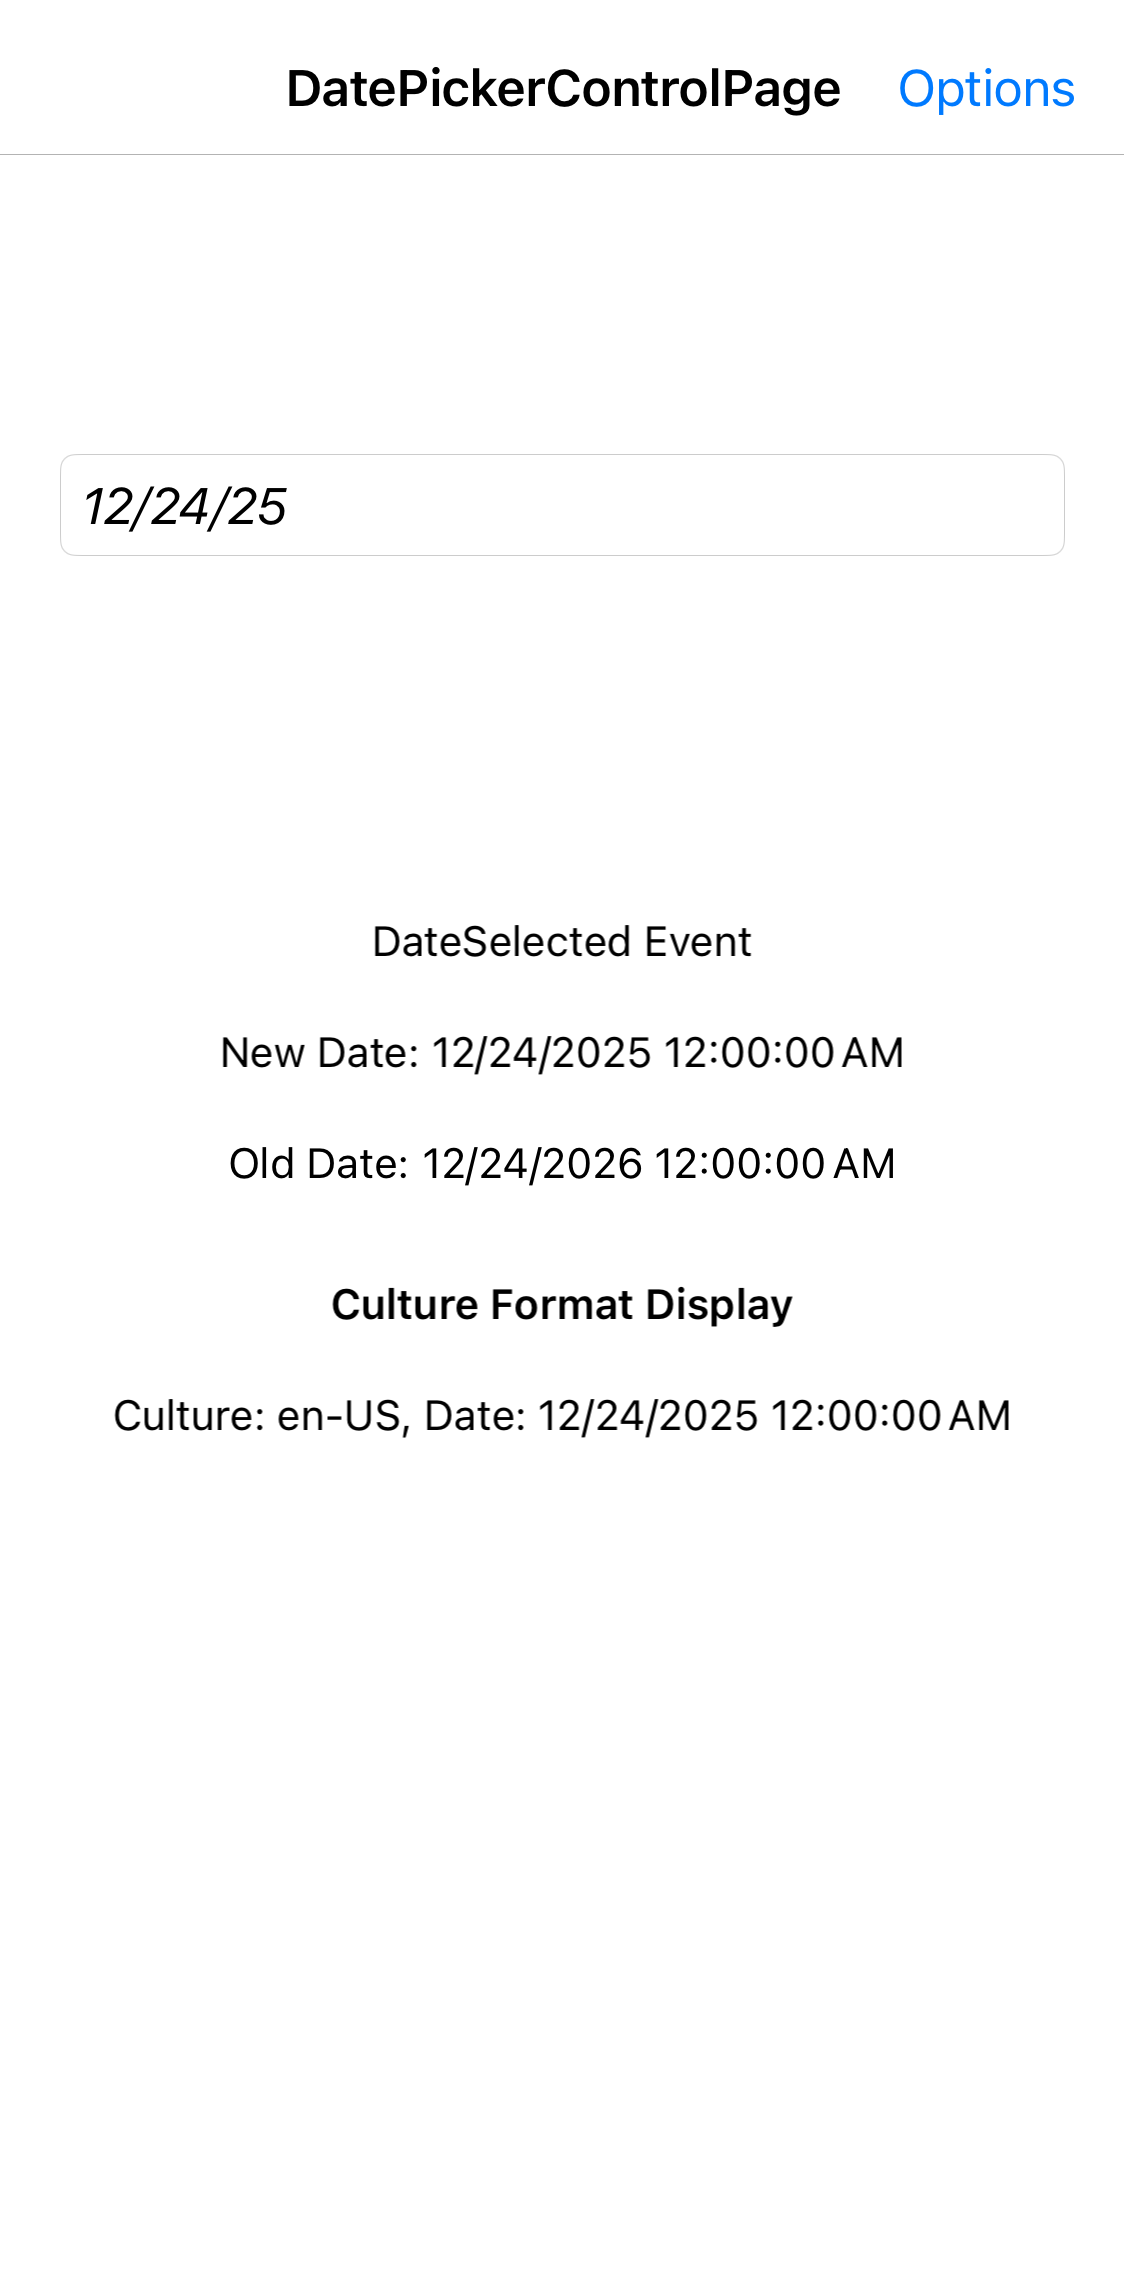 DatePickerControlPage Options
12/24/25
DateSelected Event
New Date: 12/24/2025 12:00:00 AM
Old Date: 12/24/2026 12:00:00 AM
Culture Format Display
Culture: en-US, Date: 12/24/2025 12:00:00 AM